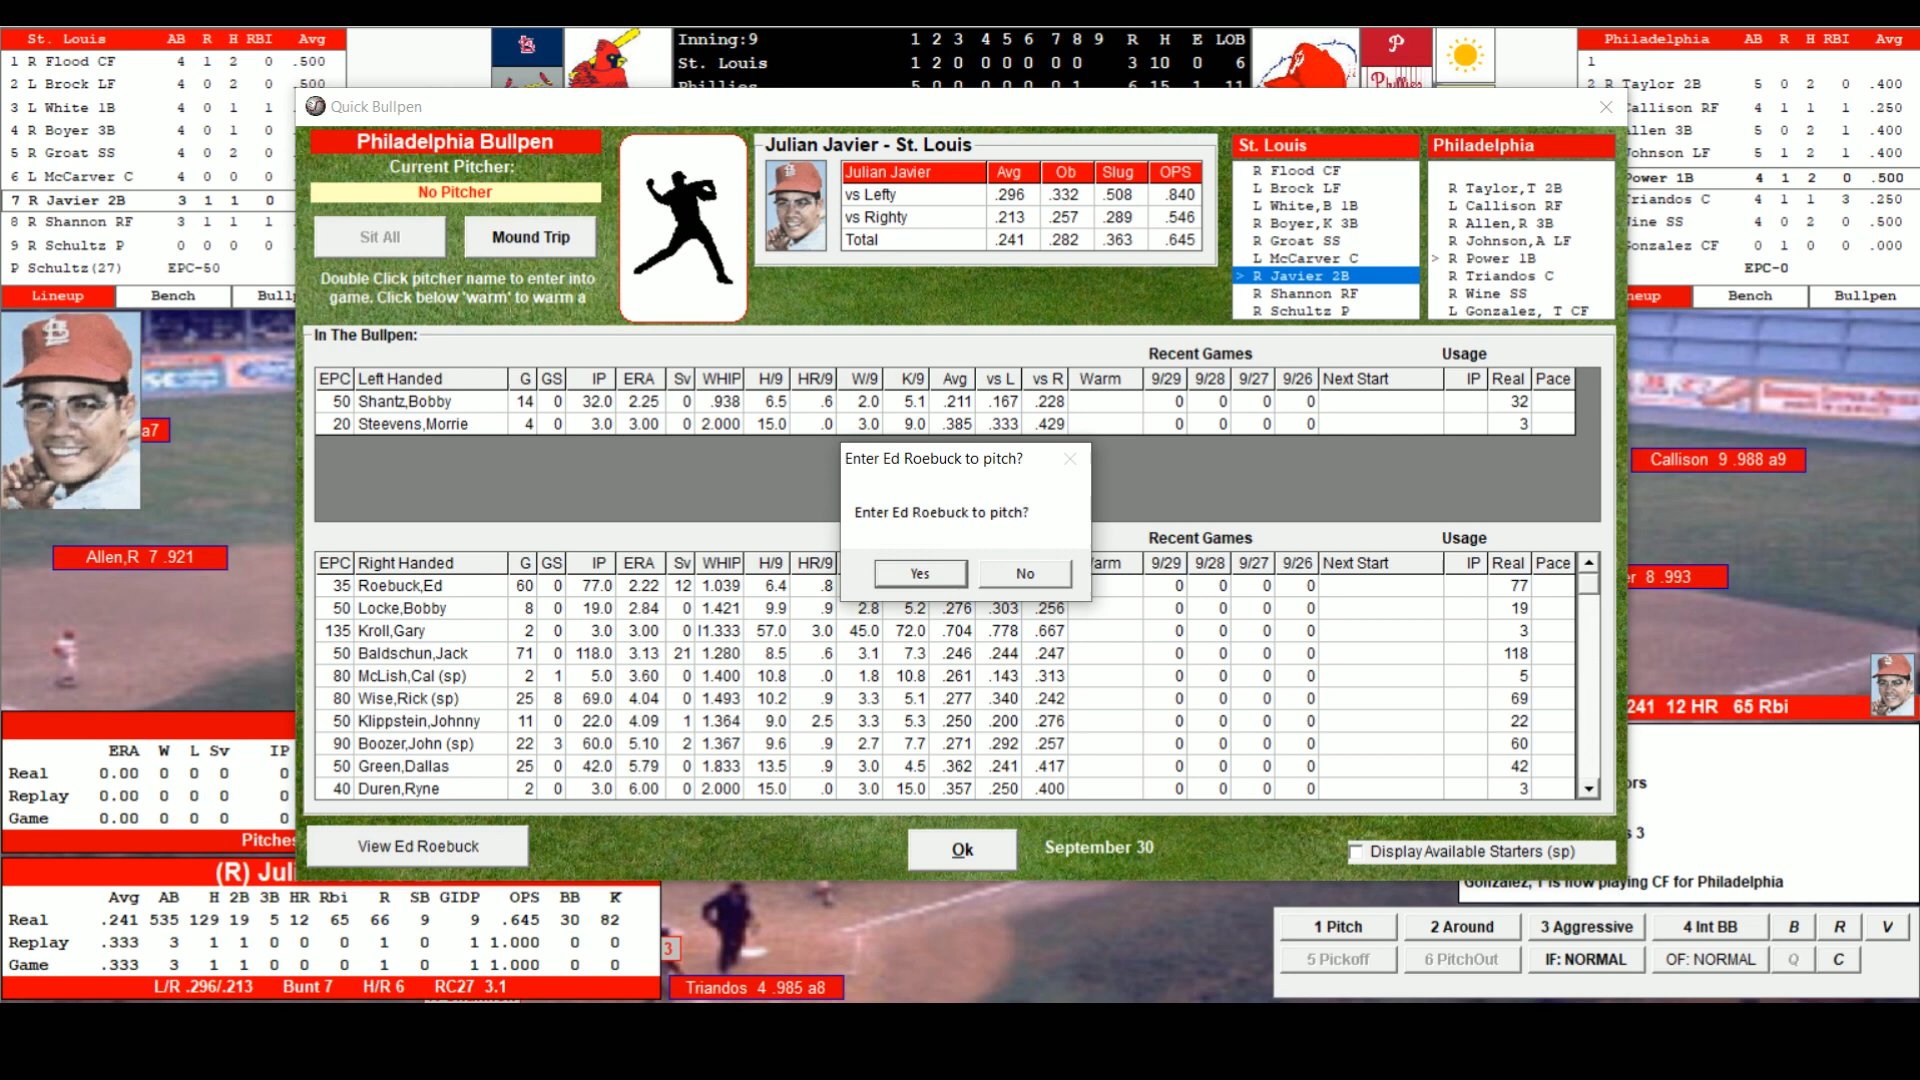 St. Louis AB R H RBI Avg
1 R Flood CF 4 1 2 0 .500
2 L Brock LF 4 0 2 0 .500
3 L White 1B 4 0 1 1
4 R Boyer 3B 4 0 1 0
5 R Groat SS 4 0 2 0
6 L McCarver C 4 0 0 0
7 R Javier 2B 3 1 1 0
8 R Shannon RF 3 1 1 1
9 R Schultz P 0 0 0 0
P Schultz(27) EPC-50
Lineup Bench
Inning:9 1 2 3 4 5 6 7 8 9 R H E LOB
St. Louis 1 2 0 0 0 0 0 0 3 10 0 6
Phillies 5 0 0 0 0 0 0 1 6 15 1 11
Phillies
Philadelphia AB R H RBI Avg
1
2 R Taylor 2B 5 0 2 0 .400
Callison RF 4 1 1 1 .250
Allen 3B 5 0 2 0 .400
Johnson LF 5 1 2 0 .400
Power 1B 4 1 2 0 .500
Triandos C 4 1 1 3 .250
Wine SS 4 0 2 0 .500
Gonzalez CF 0 1 0 0 .000
EPC-0
Lineup Bench Bullpen
Quick Bullpen
Philadelphia Bullpen
Current Pitcher:
No Pitcher
Sit All Mound Trip
Double Click pitcher name to enter into
game. Click below 'warm' to warm a
Julian Javier - St. Louis
Julian Javier Avg Ob Slug OPS
vs Lefty .296 .332 .508 .840
vs Righty .213 .257 .289 .546
Total .241 .282 .363 .645
St. Louis
R Flood CF
L Brock LF
L White,B 1B
R Boyer,K 3B
R Groat SS
L McCarver C
> R Javier 2B
R Shannon RF
R Schultz P
Philadelphia
R Taylor,T 2B
L Callison RF
R Allen,R 3B
R Johnson,A LF
> R Power 1B
R Triandos C
R Wine SS
L Gonzalez, T CF
In The Bullpen:
Recent Games Usage
EPC Left Handed G GS IP ERA Sv WHIP H/9 HR/9 W/9 K/9 Avg vs L vs R Warm 9/29 9/28 9/27 9/26 Next Start IP Real Pace
50 Shantz,Bobby 14 0 32.0 2.25 0 .938 6.5 .6 2.0 5.1 .211 .167 .228 0 0 0 0 32
20 Steevens,Morrie 4 0 3.0 3.00 0 2.000 15.0 .0 3.0 9.0 .385 .333 .429 0 0 0 0 3
Enter Ed Roebuck to pitch?
Enter Ed Roebuck to pitch?
Yes No
Recent Games Usage
EPC Right Handed G GS IP ERA Sv WHIP H/9 HR/9 Warm 9/29 9/28 9/27 9/26 Next Start IP Real Pace
35 Roebuck,Ed 60 0 77.0 2.22 12 1.039 6.4 .8 0 0 0 0 77
50 Locke,Bobby 8 0 19.0 2.84 0 1.421 9.9 .9 2.8 5.2 .276 .303 .256 0 0 0 0 19
135 Kroll,Gary 2 0 3.0 3.00 0 11.333 57.0 3.0 45.0 72.0 .704 .778 .667 0 0 0 0 3
50 Baldschun,Jack 71 0 118.0 3.13 21 1.280 8.5 .6 3.1 7.3 .246 .244 .247 0 0 0 0 118
80 McLish,Cal (sp) 2 1 5.0 3.60 0 1.400 10.8 .0 1.8 10.8 .261 .143 .313 0 0 0 0 5
80 Wise,Rick (sp) 25 8 69.0 4.04 0 1.493 10.2 .9 3.3 5.1 .277 .340 .242 0 0 0 0 69
50 Klippstein,Johnny 11 0 22.0 4.09 1 1.364 9.0 2.5 3.3 5.3 .250 .200 .276 0 0 0 0 22
90 Boozer,John (sp) 22 3 60.0 5.10 2 1.367 9.6 .9 2.7 7.7 .271 .292 .257 0 0 0 0 60
50 Green,Dallas 25 0 42.0 5.79 0 1.833 13.5 .9 3.0 4.5 .362 .241 .417 0 0 0 0 42
40 Duren,Ryne 2 0 3.0 6.00 0 2.000 15.0 .0 3.0 15.0 .357 .250 .400 0 0 0 0 3
View Ed Roebuck Ok September 30 Display Available Starters (sp)
a7
Allen,R 7 .921
Callison 9 .988 a9
8 .993
241 12 HR 65 Rbi
ERA W L Sv IP
Real 0.00 0 0 0 0
Replay 0.00 0 0 0 0
Game 0.00 0 0 0 0
Pitches
(R) Juli
Avg AB H 2B 3B HR Rbi R SB GIDP OPS BB K
Real .241 535 129 19 5 12 65 66 9 9 .645 30 82
Replay .333 3 1 1 0 0 0 1 0 1 1.000 0 0
Game .333 3 1 1 0 0 0 1 0 1 1.000 0 0
L/R .296/.213 Bunt 7 H/R 6 RC27 3.1
3
Triandos 4 .985 a8
ors
s 3
Gonzalez, T is now playing CF for Philadelphia
1 Pitch 2 Around 3 Aggressive 4 Int BB B R V
5 Pickoff 6 PitchOut IF: NORMAL OF: NORMAL Q C